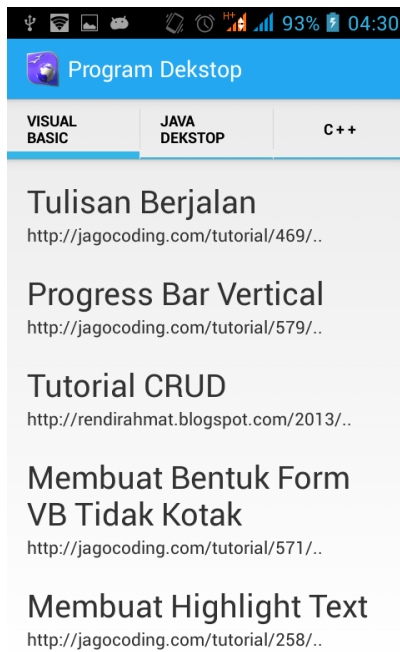 H+ 93% 04:30
Program Dekstop
VISUAL
BASIC
JAVA
DEKSTOP
C++
Tulisan Berjalan
http://jagocoding.com/tutorial/469/..
Progress Bar Vertical
http://jagocoding.com/tutorial/579/..
Tutorial CRUD
http://rendirahmat.blogspot.com/2013/..
Membuat Bentuk Form
VB Tidak Kotak
http://jagocoding.com/tutorial/571/..
Membuat Highlight Text
http://jagocoding.com/tutorial/258/..